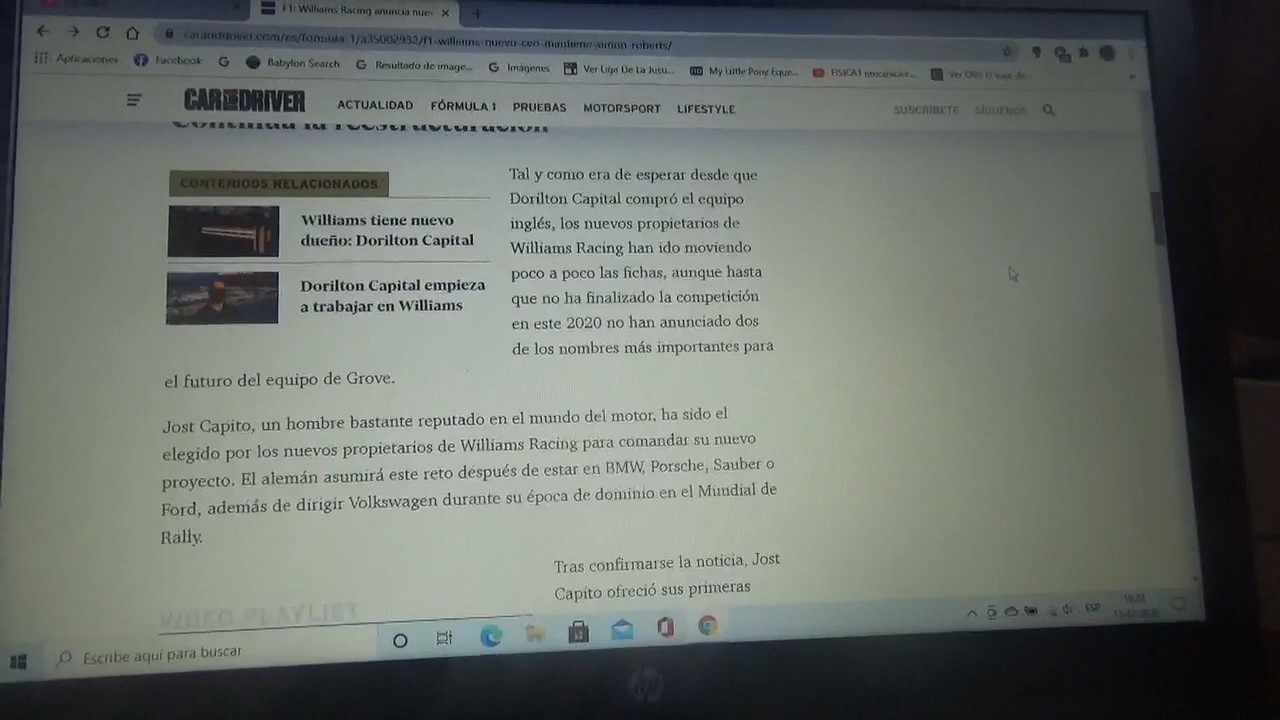 F1: Williams Racing anuncia nuev
caranddriver.com/es/formula-1/a35002932/f1-williams-nuevo-ceo-mantiene-simon-roberts/
Aplicaciones Facebook Babylon Search Resultado de image... Imágenes Ver Liga De La Jusu... My Little Pony Eque... FISICA1
CAR AND DRIVER ACTUALIDAD FÓRMULA 1 PRUEBAS MOTORSPORT LIFESTYLE SUSCRÍBETE SÍGUENOS
Continúa la reestructuración
CONTENIDOS RELACIONADOS
Williams tiene nuevo
dueño: Dorilton Capital
Dorilton Capital empieza
a trabajar en Williams
Tal y como era de esperar desde que
Dorilton Capital compró el equipo
inglés, los nuevos propietarios de
Williams Racing han ido moviendo
poco a poco las fichas, aunque hasta
que no ha finalizado la competición
en este 2020 no han anunciado dos
de los nombres más importantes para
el futuro del equipo de Grove.
Jost Capito, un hombre bastante reputado en el mundo del motor, ha sido el
elegido por los nuevos propietarios de Williams Racing para comandar su nuevo
proyecto. El alemán asumirá este reto después de estar en BMW, Porsche, Sauber o
Ford, además de dirigir Volkswagen durante su época de dominio en el Mundial de
Rally.
Tras confirmarse la noticia, Jost
Capito ofreció sus primeras
VIDEO PLAYLIST
Escribe aquí para buscar
ESP
hp